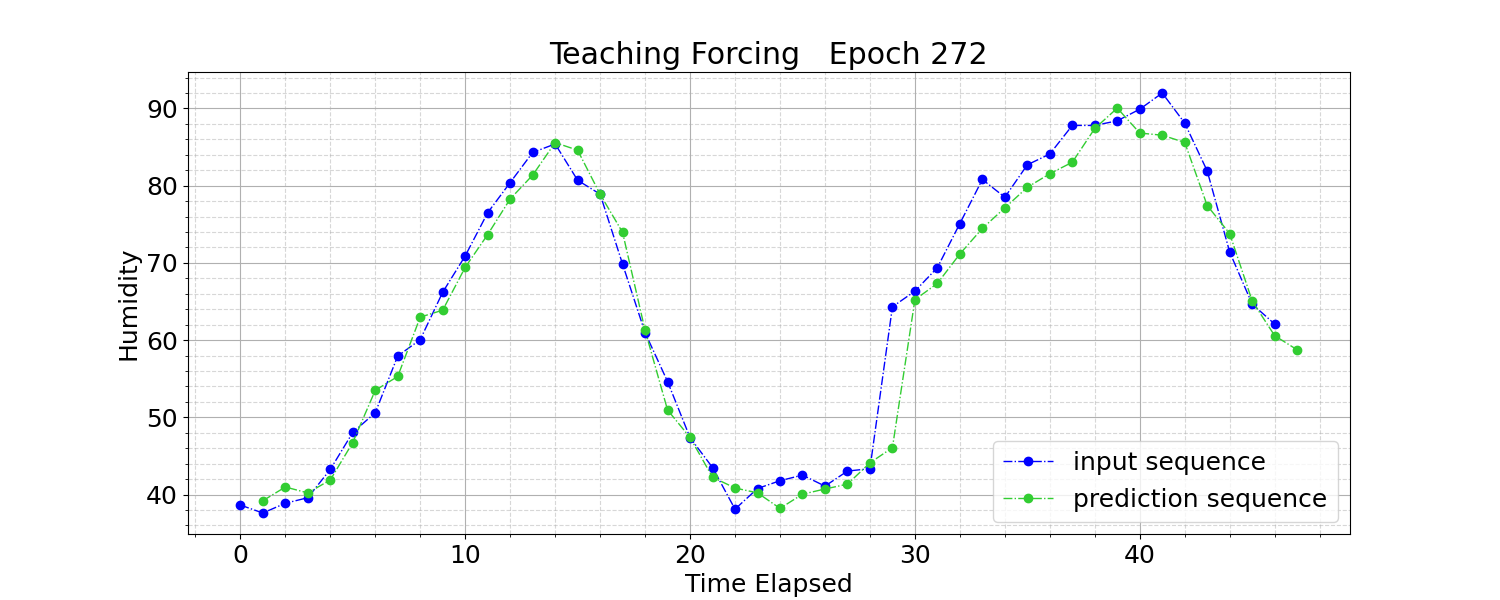 Teaching Forcing   Epoch 272
Humidity
90
80
70
60
50
40
input sequence
prediction sequence
0 10 20 30 40
Time Elapsed